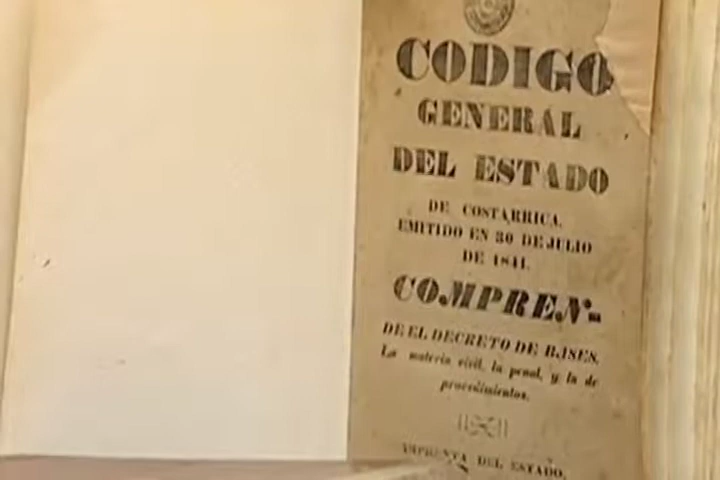 CODIGO
GENERAL
DEL ESTADO
DE COSTARRICA.
EMITIDO EN 30 DE JULIO
DE 1841.
COMPREN-
DE EL DECRETO DE BASES.
La materia civil, la penal, y la de
procedimientos.
IMPRENTA DEL ESTADO.